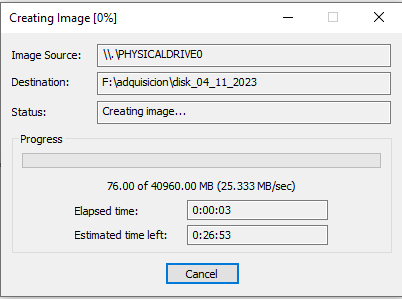 Creating Image [0%]
Image Source: \\.\PHYSICALDRIVE0
Destination: F:\adquisicion\disk_04_11_2023
Status: Creating image...
Progress
76.00 of 40960.00 MB (25.333 MB/sec)
Elapsed time: 0:00:03
Estimated time left: 0:26:53
Cancel